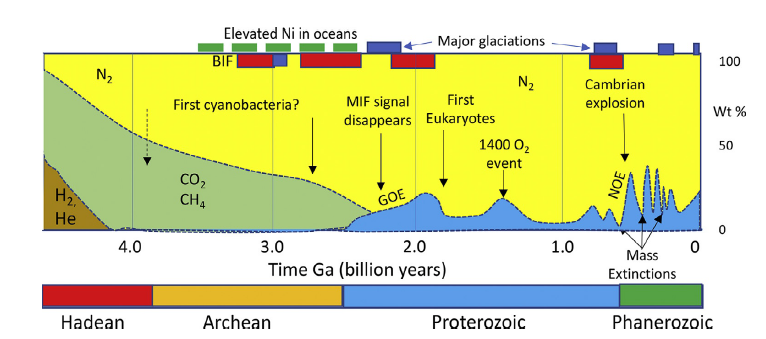 Elevated Ni in oceans
Major glaciations
BIF
100
N2
N2
Cambrian
explosion
First cyanobacteria?
MIF signal
disappears
First
Eukaryotes
Wt %
1400 O2
event
50
CO2
CH4
GOE
NOE
H2,
He
0
4.0 3.0 2.0 1.0 0
Time Ga (billion years)
Mass
Extinctions
Hadean Archean Proterozoic Phanerozoic